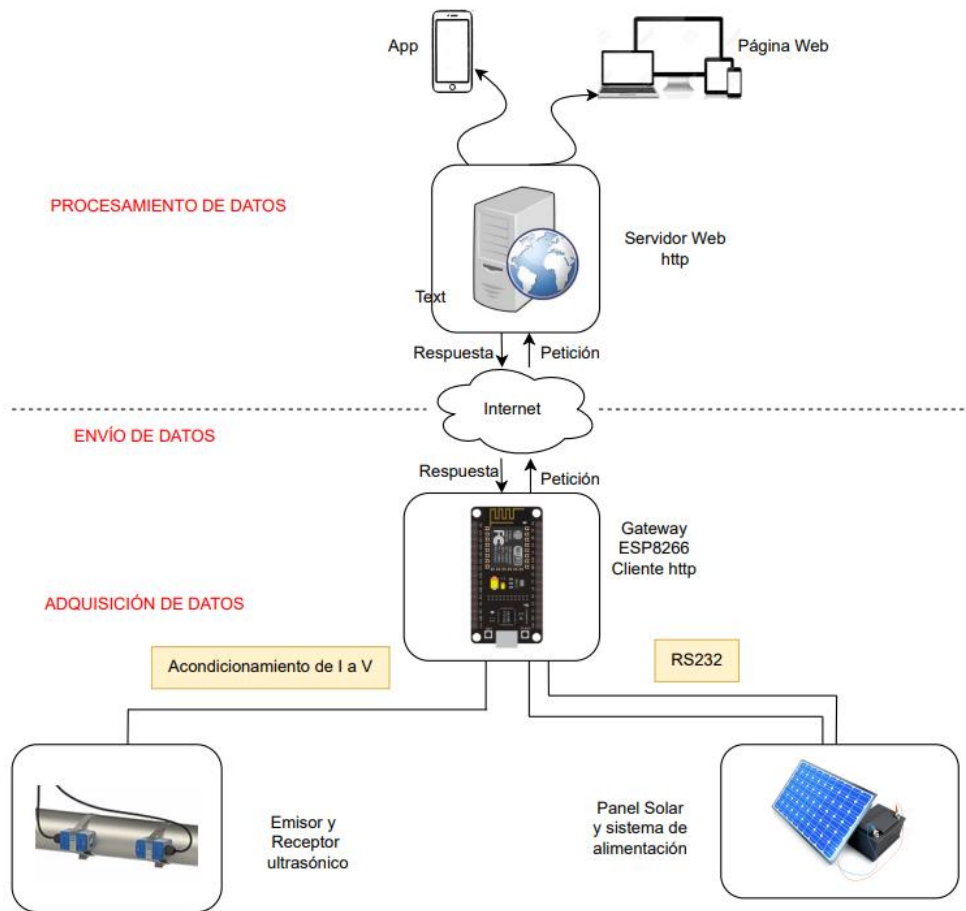 App
Página Web
PROCESAMIENTO DE DATOS
Servidor Web
http
Text
Respuesta
Petición
Internet
ENVÍO DE DATOS
Respuesta
Petición
Gateway
ESP8266
Cliente http
ADQUISICIÓN DE DATOS
Acondicionamiento de I a V
RS232
Emisor y
Receptor
ultrasónico
Panel Solar
y sistema de
alimentación